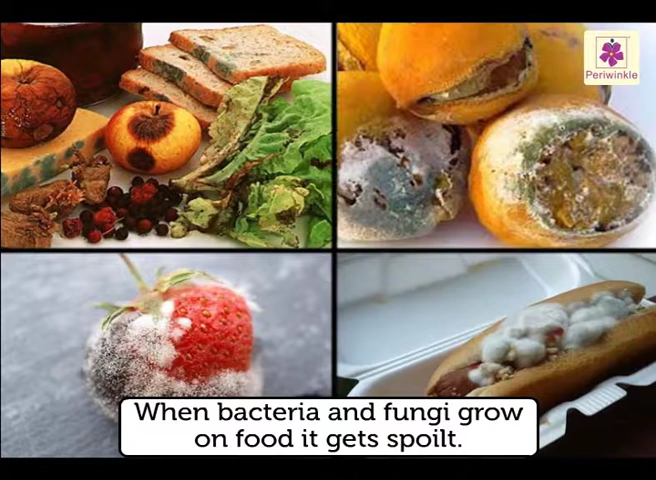 Periwinkle
When bacteria and fungi grow
on food it gets spoilt.